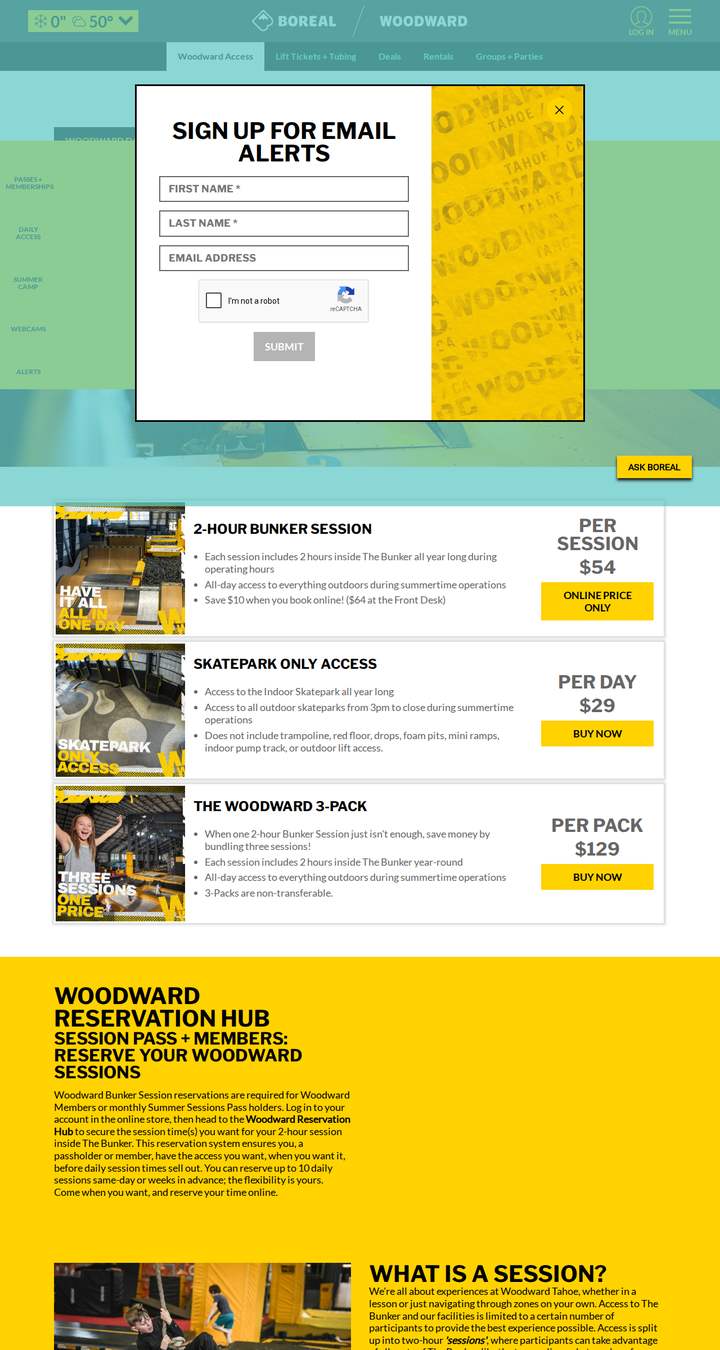 0" 50°
BOREAL WOODWARD
LOG IN
MENU
Woodward Access
Lift Tickets + Tubing
Deals
Rentals
Groups + Parties
PASSES +
MEMBERSHIPS
DAILY
ACCESS
SUMMER
CAMP
WEBCAMS
ALERTS
SIGN UP FOR EMAIL
ALERTS
FIRST NAME *
LAST NAME *
EMAIL ADDRESS
I'm not a robot
reCAPTCHA
SUBMIT
ASK BOREAL
HAVE
IT ALL
ALL IN
ONE DAY
2-HOUR BUNKER SESSION
• Each session includes 2 hours inside The Bunker all year long during
operating hours
• All-day access to everything outdoors during summertime operations
• Save $10 when you book online! ($64 at the Front Desk)
PER
SESSION
$54
ONLINE PRICE
ONLY
SKATEPARK
ONLY
ACCESS
SKATEPARK ONLY ACCESS
• Access to the Indoor Skatepark all year long
• Access to all outdoor skateparks from 3pm to close during summertime
operations
• Does not include trampoline, red floor, drops, foam pits, mini ramps,
indoor pump track, or outdoor lift access.
PER DAY
$29
BUY NOW
THREE
SESSIONS
ONE
PRICE
THE WOODWARD 3-PACK
• When one 2-hour Bunker Session just isn't enough, save money by
bundling three sessions!
• Each session includes 2 hours inside The Bunker year-round
• All-day access to everything outdoors during summertime operations
• 3-Packs are non-transferable.
PER PACK
$129
BUY NOW
WOODWARD
RESERVATION HUB
SESSION PASS + MEMBERS:
RESERVE YOUR WOODWARD
SESSIONS
Woodward Bunker Session reservations are required for Woodward
Members or monthly Summer Sessions Pass holders. Log in to your
account in the online store, then head to the Woodward Reservation
Hub to secure the session time(s) you want for your 2-hour session
inside The Bunker. This reservation system ensures you, a
passholder or member, have the access you want, when you want it,
before daily session times sell out. You can reserve up to 10 daily
sessions same-day or weeks in advance; the flexibility is yours.
Come when you want, and reserve your time online.
WHAT IS A SESSION?
We're all about experiences at Woodward Tahoe, whether in a
lesson or just navigating through zones on your own. Access to The
Bunker and our facilities is limited to a certain number of
participants to provide the best experience possible. Access is split
up into two-hour 'sessions', where participants can take advantage